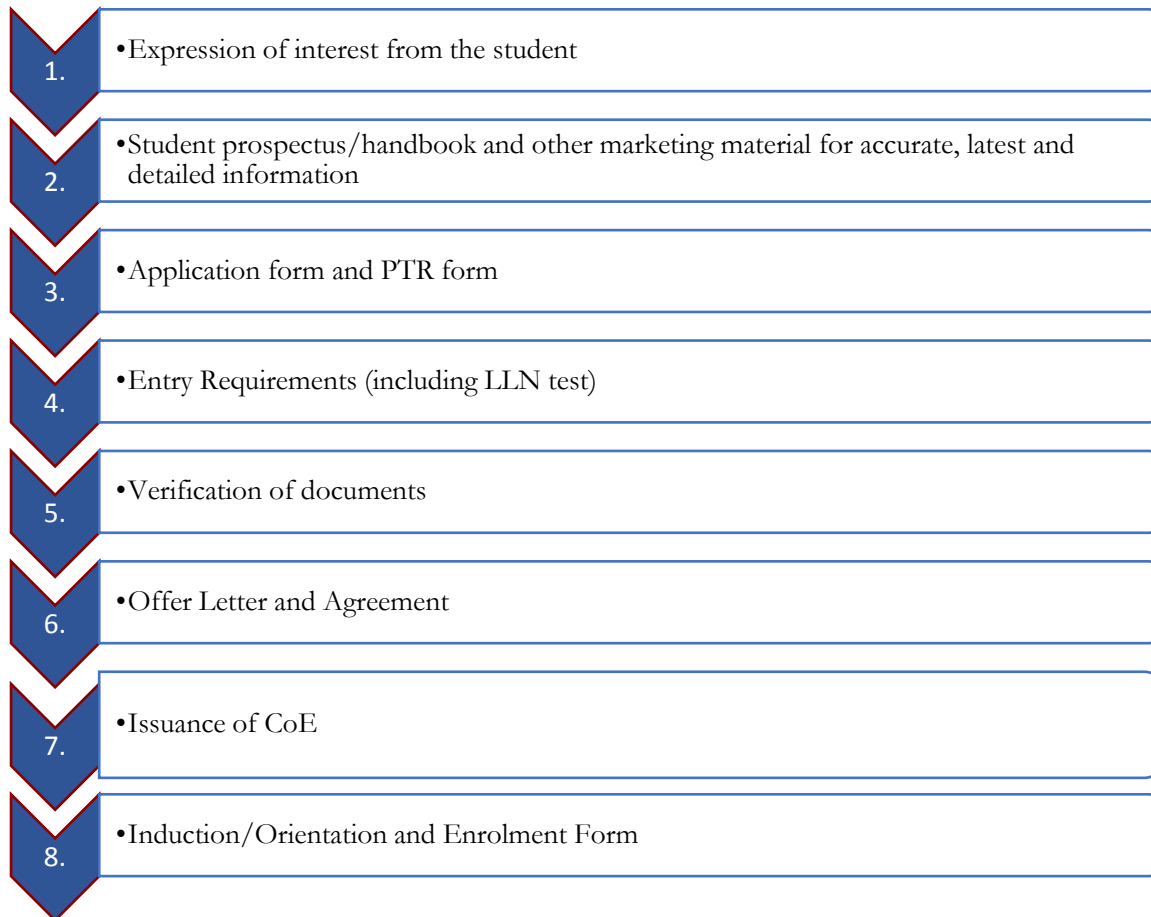 1.
•Expression of interest from the student
2.
•Student prospectus/handbook and other marketing material for accurate, latest and
detailed information
3.
•Application form and PTR form
4.
•Entry Requirements (including LLN test)
5.
•Verification of documents
6.
•Offer Letter and Agreement
7.
•Issuance of CoE
8.
•Induction/Orientation and Enrolment Form